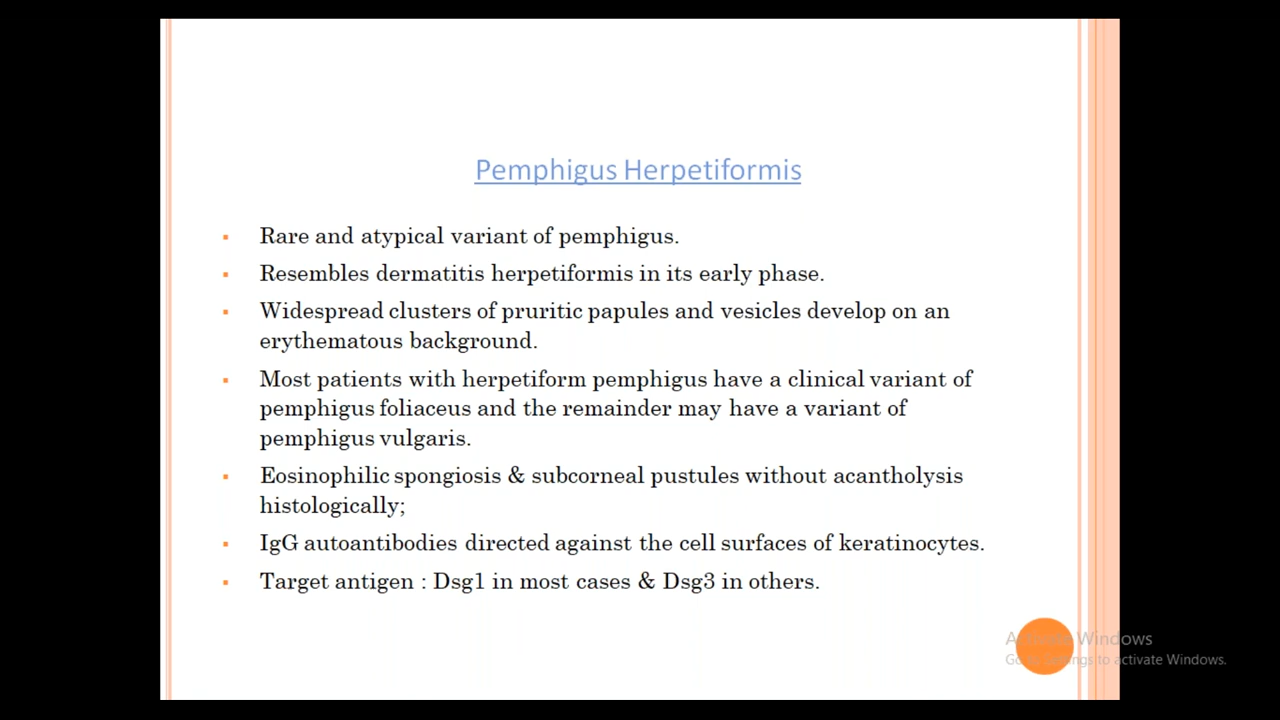 Pemphigus Herpetiformis
▪ Rare and atypical variant of pemphigus.
▪ Resembles dermatitis herpetiformis in its early phase.
▪ Widespread clusters of pruritic papules and vesicles develop on an
erythematous background.
▪ Most patients with herpetiform pemphigus have a clinical variant of
pemphigus foliaceus and the remainder may have a variant of
pemphigus vulgaris.
▪ Eosinophilic spongiosis & subcorneal pustules without acantholysis
histologically;
▪ IgG autoantibodies directed against the cell surfaces of keratinocytes.
▪ Target antigen : Dsg1 in most cases & Dsg3 in others.
Activate Windows
Go to Settings to activate Windows.